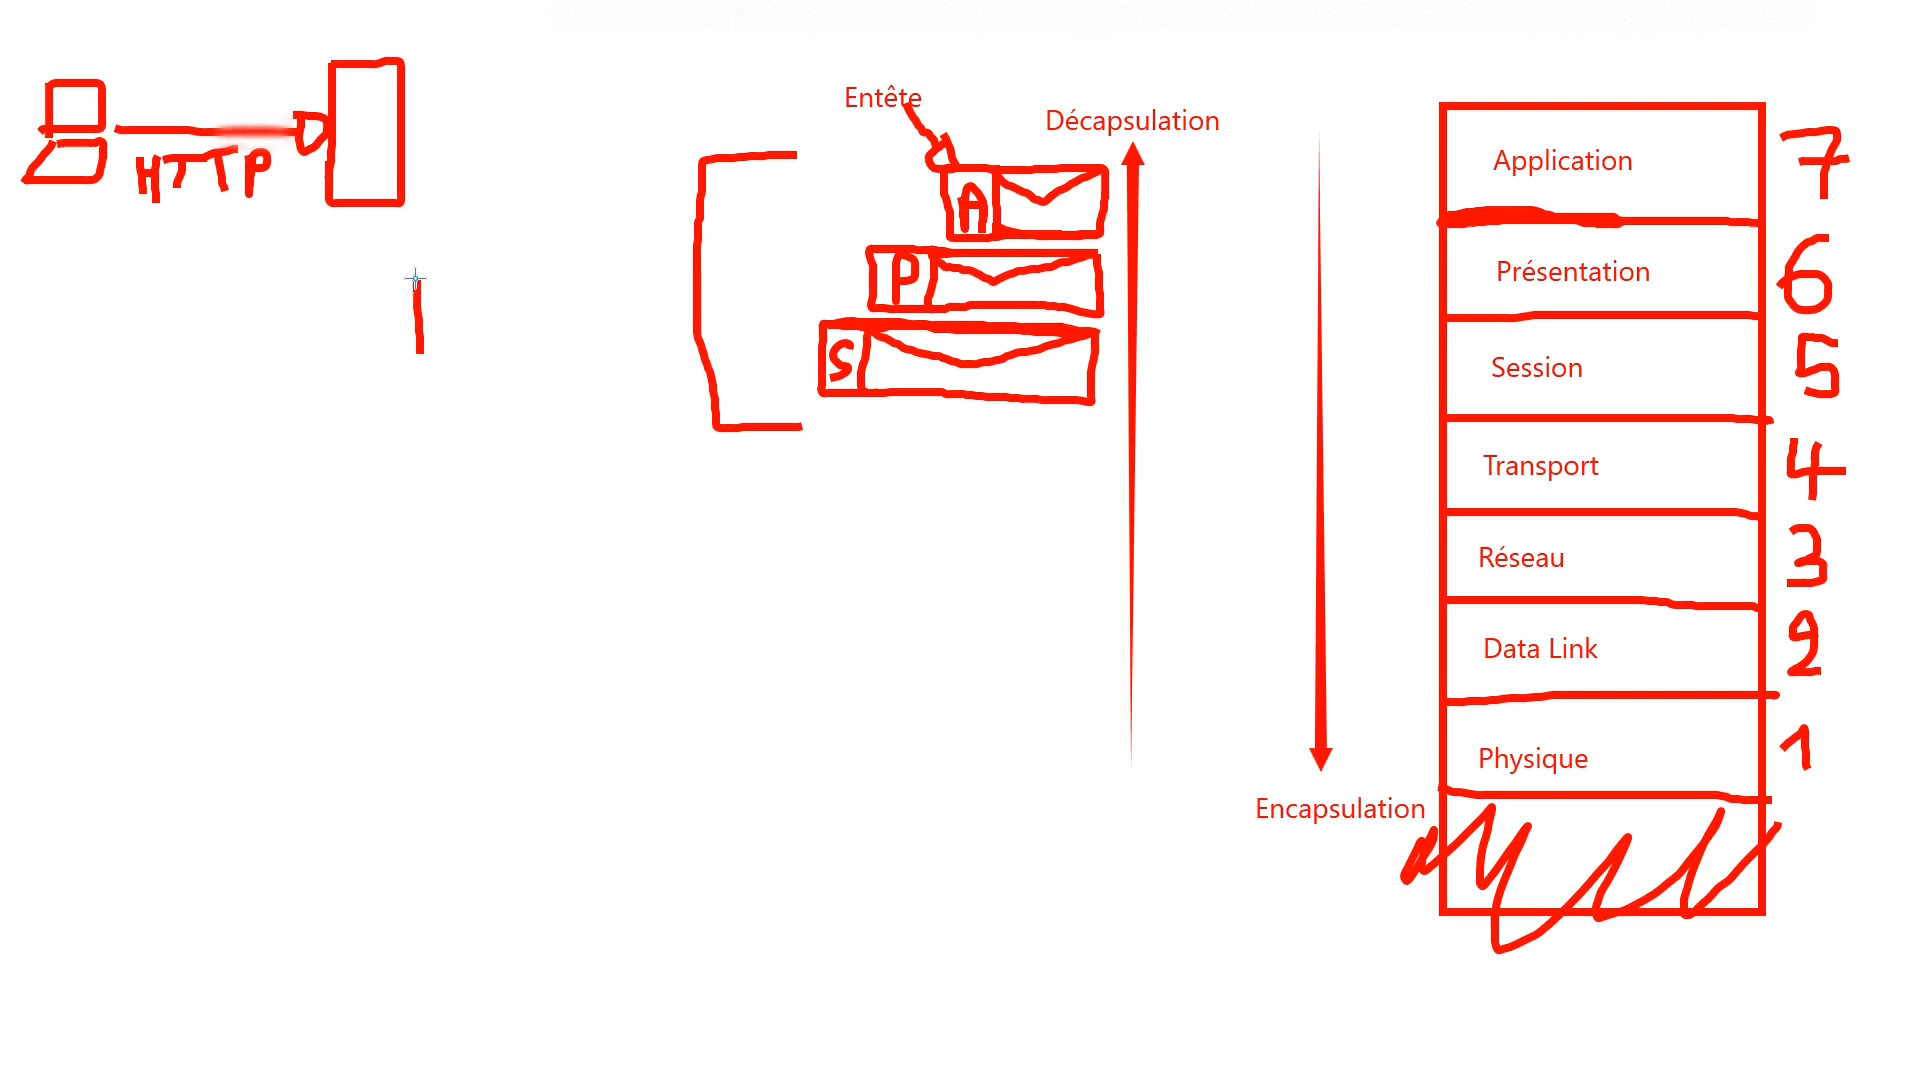 HTTP
Entête
Décapsulation
A
P
S
Encapsulation
Application 7
Présentation 6
Session 5
Transport 4
Réseau 3
Data Link 2
Physique 1